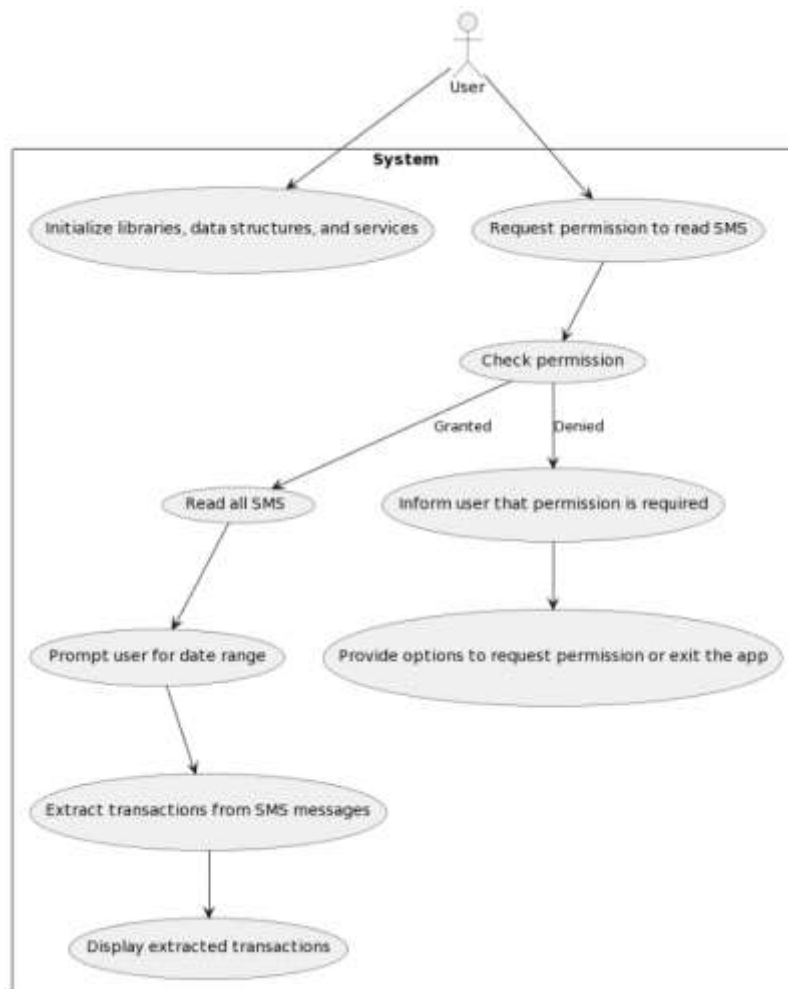 User
System
Initialize libraries, data structures, and services
Request permission to read SMS
Check permission
Granted
Denied
Read all SMS
Inform user that permission is required
Prompt user for date range
Provide options to request permission or exit the app
Extract transactions from SMS messages
Display extracted transactions